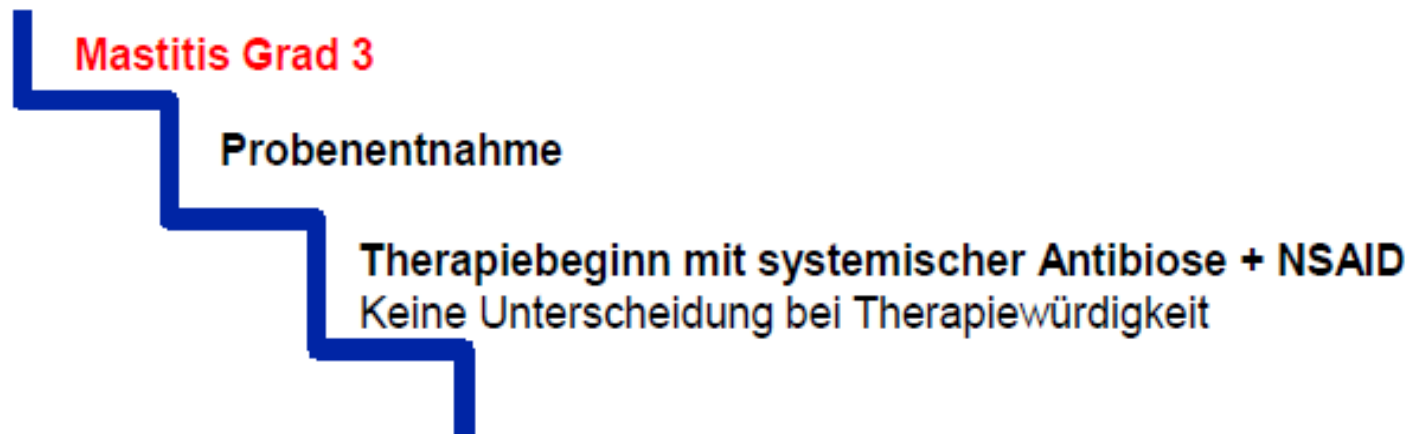 Mastitis Grad 3
Probenentnahme
Therapiebeginn mit systemischer Antibiose + NSAID
Keine Unterscheidung bei Therapiewürdigkeit